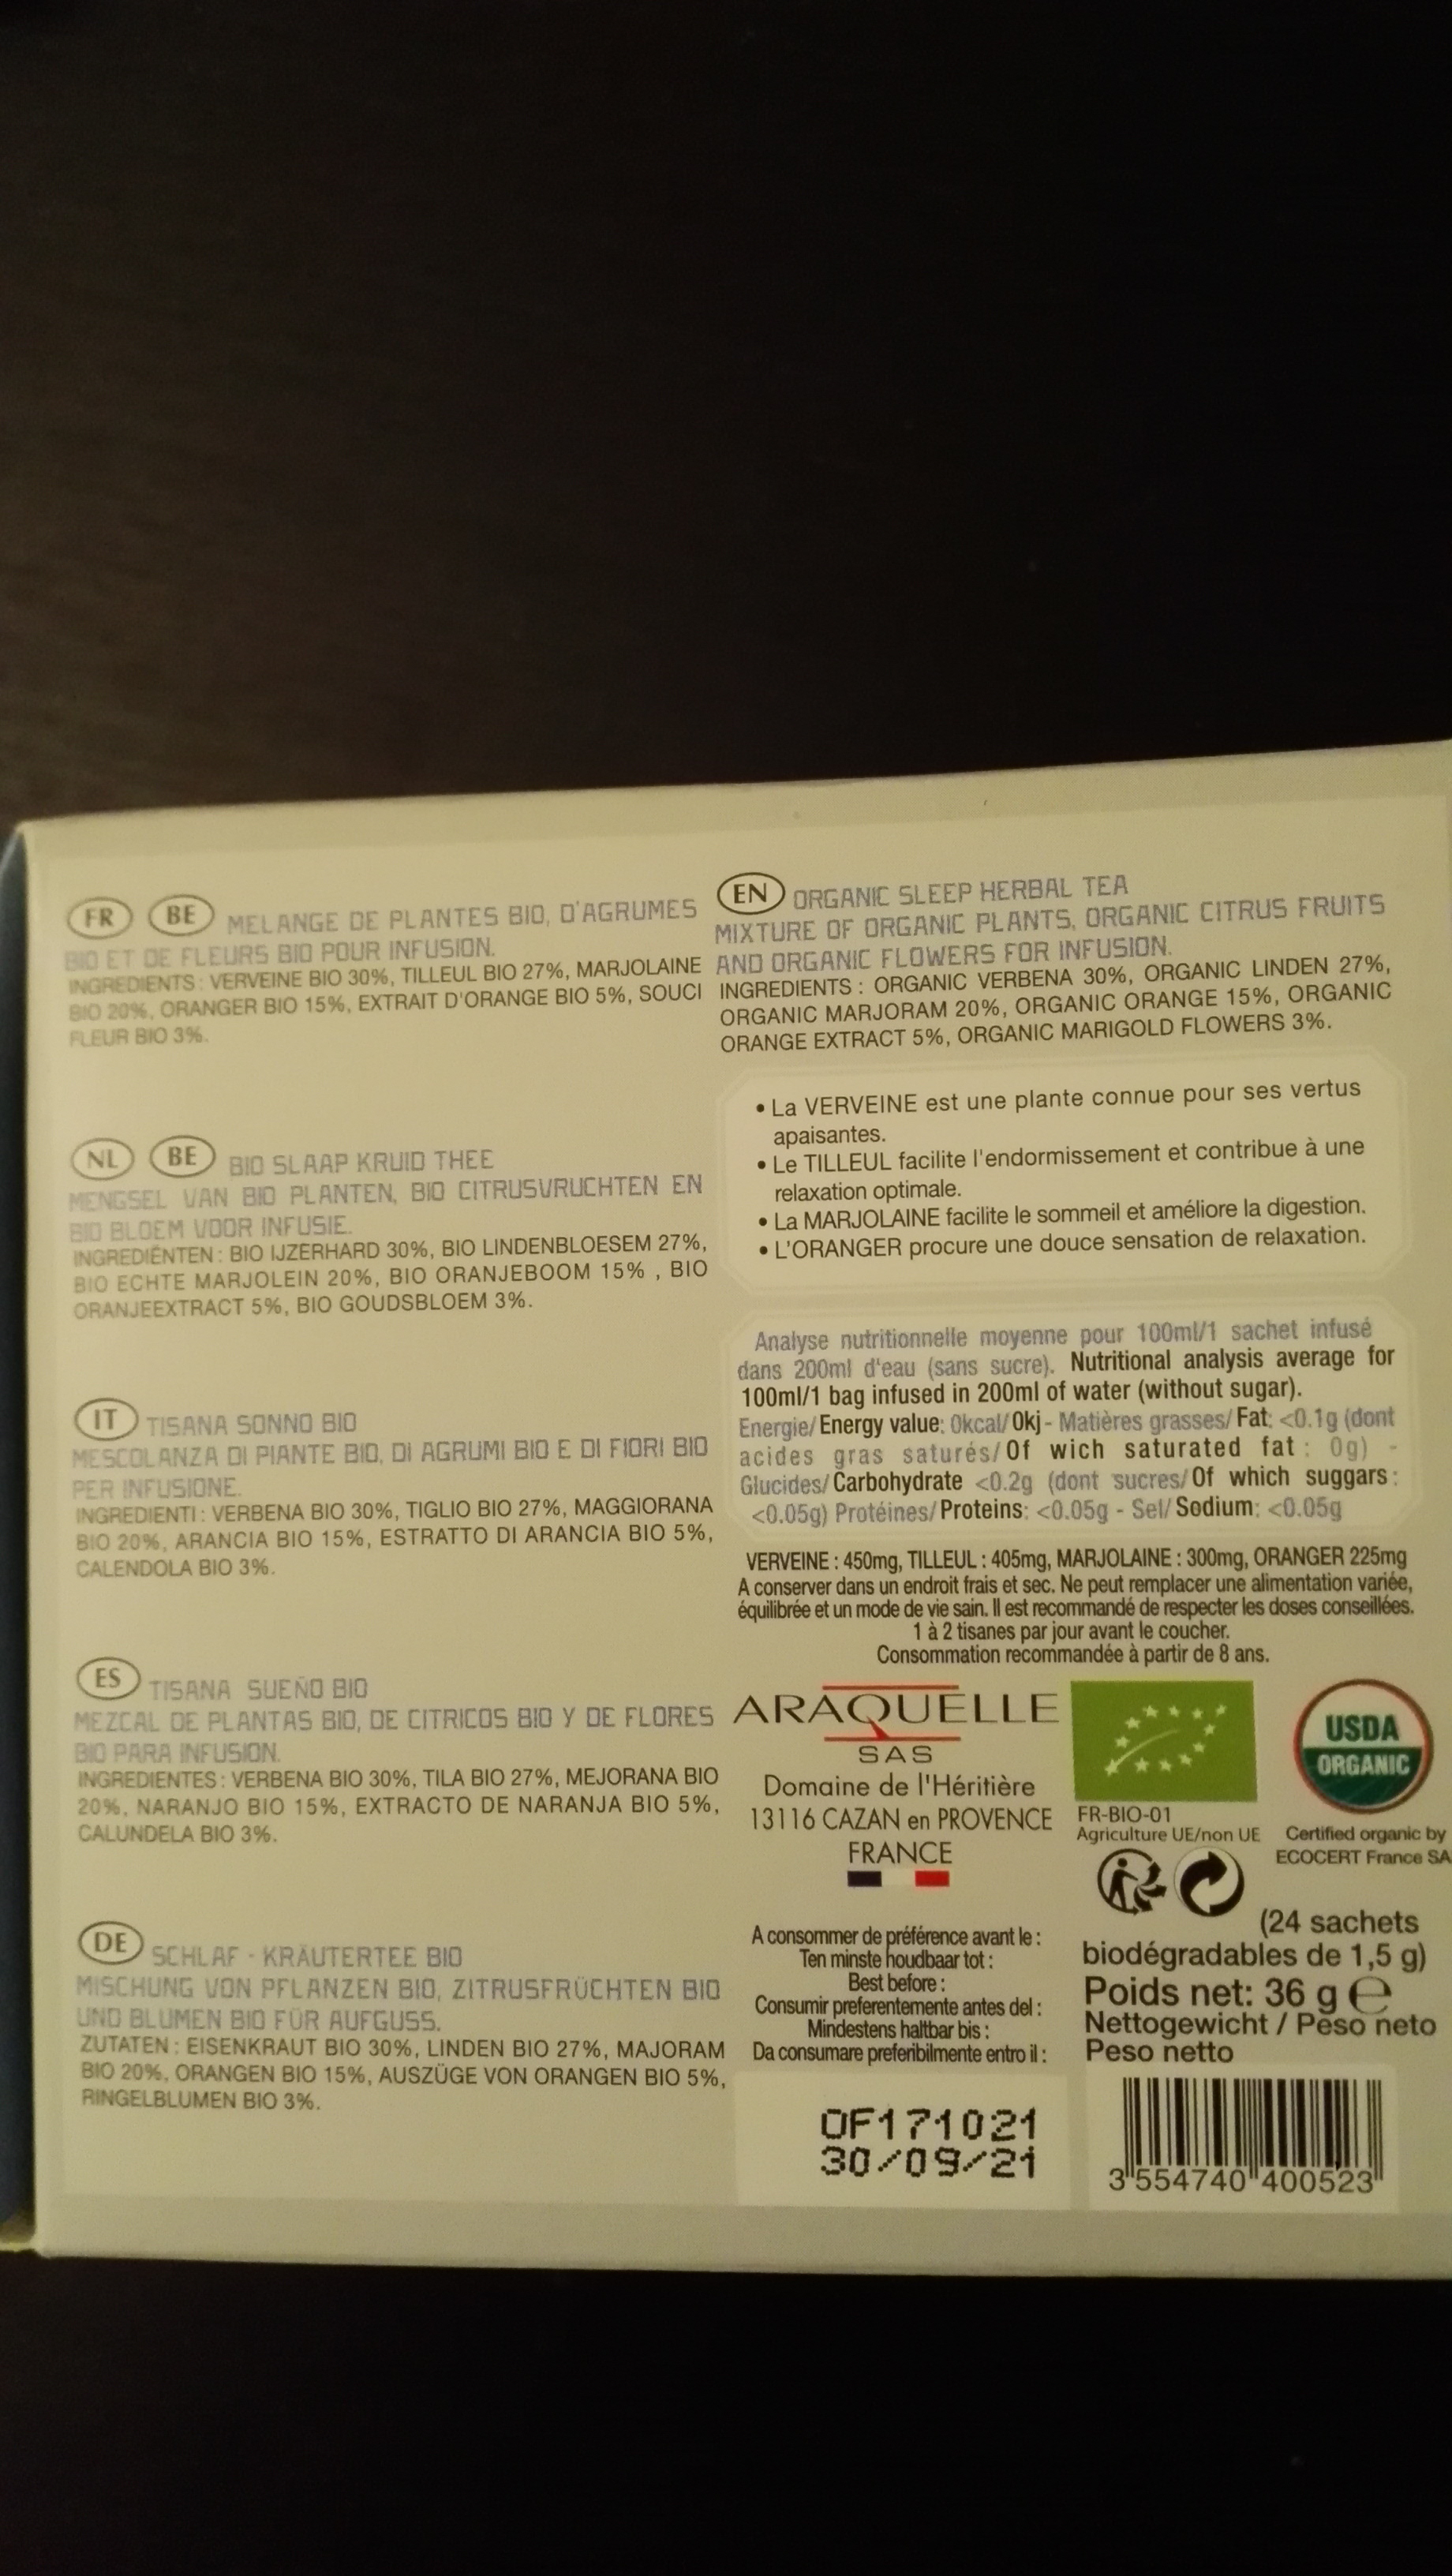 FR BE MELANGE DE PLANTES BIO, D'AGRUMES
BIO ET DE FLEURS BIO POUR INFUSION.
INGREDIENTS : VERVEINE BIO 30%, TILLEUL BIO 27%, MARJOLAINE
BIO 20%, ORANGER BIO 15%, EXTRAIT D'ORANGE BIO 5%, SOUCI
FLEUR BIO 3%.
NL BE BIO SLAAP KRUID THEE
MENGSEL VAN BIO PLANTEN, BIO CITRUSVRUCHTEN EN
BIO BLOEM VOOR INFUSIE.
INGREDIËNTEN : BIO IJZERHARD 30%, BIO LINDENBLOESEM 27%,
BIO ECHTE MARJOLEIN 20%, BIO ORANJEBOOM 15% , BIO
ORANJEEXTRACT 5%, BIO GOUDSBLOEM 3%.
IT TISANA SONNO BIO
MESCOLANZA DI PIANTE BIO, DI AGRUMI BIO E DI FIORI BIO
PER INFUSIONE.
INGREDIENTI : VERBENA BIO 30%, TIGLIO BIO 27%, MAGGIORANA
BIO 20%, ARANCIA BIO 15%, ESTRATTO DI ARANCIA BIO 5%,
CALENDOLA BIO 3%.
ES TISANA SUEÑO BIO
MEZCAL DE PLANTAS BIO, DE CITRICOS BIO Y DE FLORES
BIO PARA INFUSION.
INGREDIENTES : VERBENA BIO 30%, TILA BIO 27%, MEJORANA BIO
20%, NARANJO BIO 15%, EXTRACTO DE NARANJA BIO 5%,
CALUNDELA BIO 3%.
DE SCHLAF - KRÄUTERTEE BIO
MISCHUNG VON PFLANZEN BIO, ZITRUSFRÜCHTEN BIO
UND BLUMEN BIO FÜR AUFGUSS.
ZUTATEN : EISENKRAUT BIO 30%, LINDEN BIO 27%, MAJORAM
BIO 20%, ORANGEN BIO 15%, AUSZÜGE VON ORANGEN BIO 5%,
RINGELBLUMEN BIO 3%.
EN ORGANIC SLEEP HERBAL TEA
MIXTURE OF ORGANIC PLANTS, ORGANIC CITRUS FRUITS
AND ORGANIC FLOWERS FOR INFUSION.
INGREDIENTS : ORGANIC VERBENA 30%, ORGANIC LINDEN 27%,
ORGANIC MARJORAM 20%, ORGANIC ORANGE 15%, ORGANIC
ORANGE EXTRACT 5%, ORGANIC MARIGOLD FLOWERS 3%.
• La VERVEINE est une plante connue pour ses vertus
apaisantes.
• Le TILLEUL facilite l'endormissement et contribue à une
relaxation optimale.
• La MARJOLAINE facilite le sommeil et améliore la digestion.
• L'ORANGER procure une douce sensation de relaxation.
Analyse nutritionnelle moyenne pour 100ml/1 sachet infusé
dans 200ml d'eau (sans sucre). Nutritional analysis average for
100ml/1 bag infused in 200ml of water (without sugar).
Energie/ Energy value: 0kcal/ 0kj - Matières grasses/ Fat: <0.1g (dont
acides gras saturés/ Of wich saturated fat : 0g) -
Glucides/ Carbohydrate <0.2g (dont sucres/ Of which suggars :
<0.05g) Protéines/ Proteins: <0.05g - Sel/ Sodium: <0.05g
VERVEINE : 450mg, TILLEUL : 405mg, MARJOLAINE : 300mg, ORANGER 225mg
A conserver dans un endroit frais et sec. Ne peut remplacer une alimentation variée,
équilibrée et un mode de vie sain. Il est recommandé de respecter les doses conseillées.
1 à 2 tisanes par jour avant le coucher.
Consommation recommandée à partir de 8 ans.
ARAQUELLE
SAS
Domaine de l'Héritière
13116 CAZAN en PROVENCE
FRANCE
FR-BIO-01
Agriculture UE/non UE
USDA
ORGANIC
Certified organic by
ECOCERT France SA
A consommer de préférence avant le :
Ten minste houdbaar tot :
Best before :
Consumir preferentemente antes del :
Mindestens haltbar bis :
Da consumare preferibilmente entro il :
OF171021
30/09/21
(24 sachets
biodégradables de 1,5 g)
Poids net: 36 g e
Nettogewicht / Peso neto
Peso netto
3 554740 400523